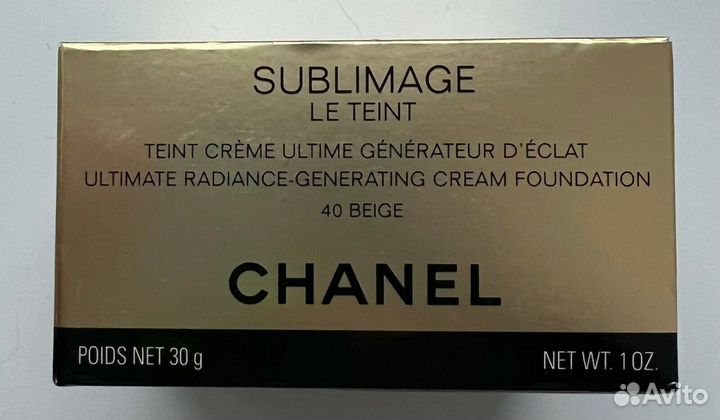 SUBLIMAGE
LE TEINT
TEINT CRÈME ULTIME GÉNÉRATEUR D'ÉCLAT
ULTIMATE RADIANCE-GENERATING CREAM FOUNDATION
40 BEIGE
CHANEL
POIDS NET 30 g NET WT. 1 OZ.
Avito